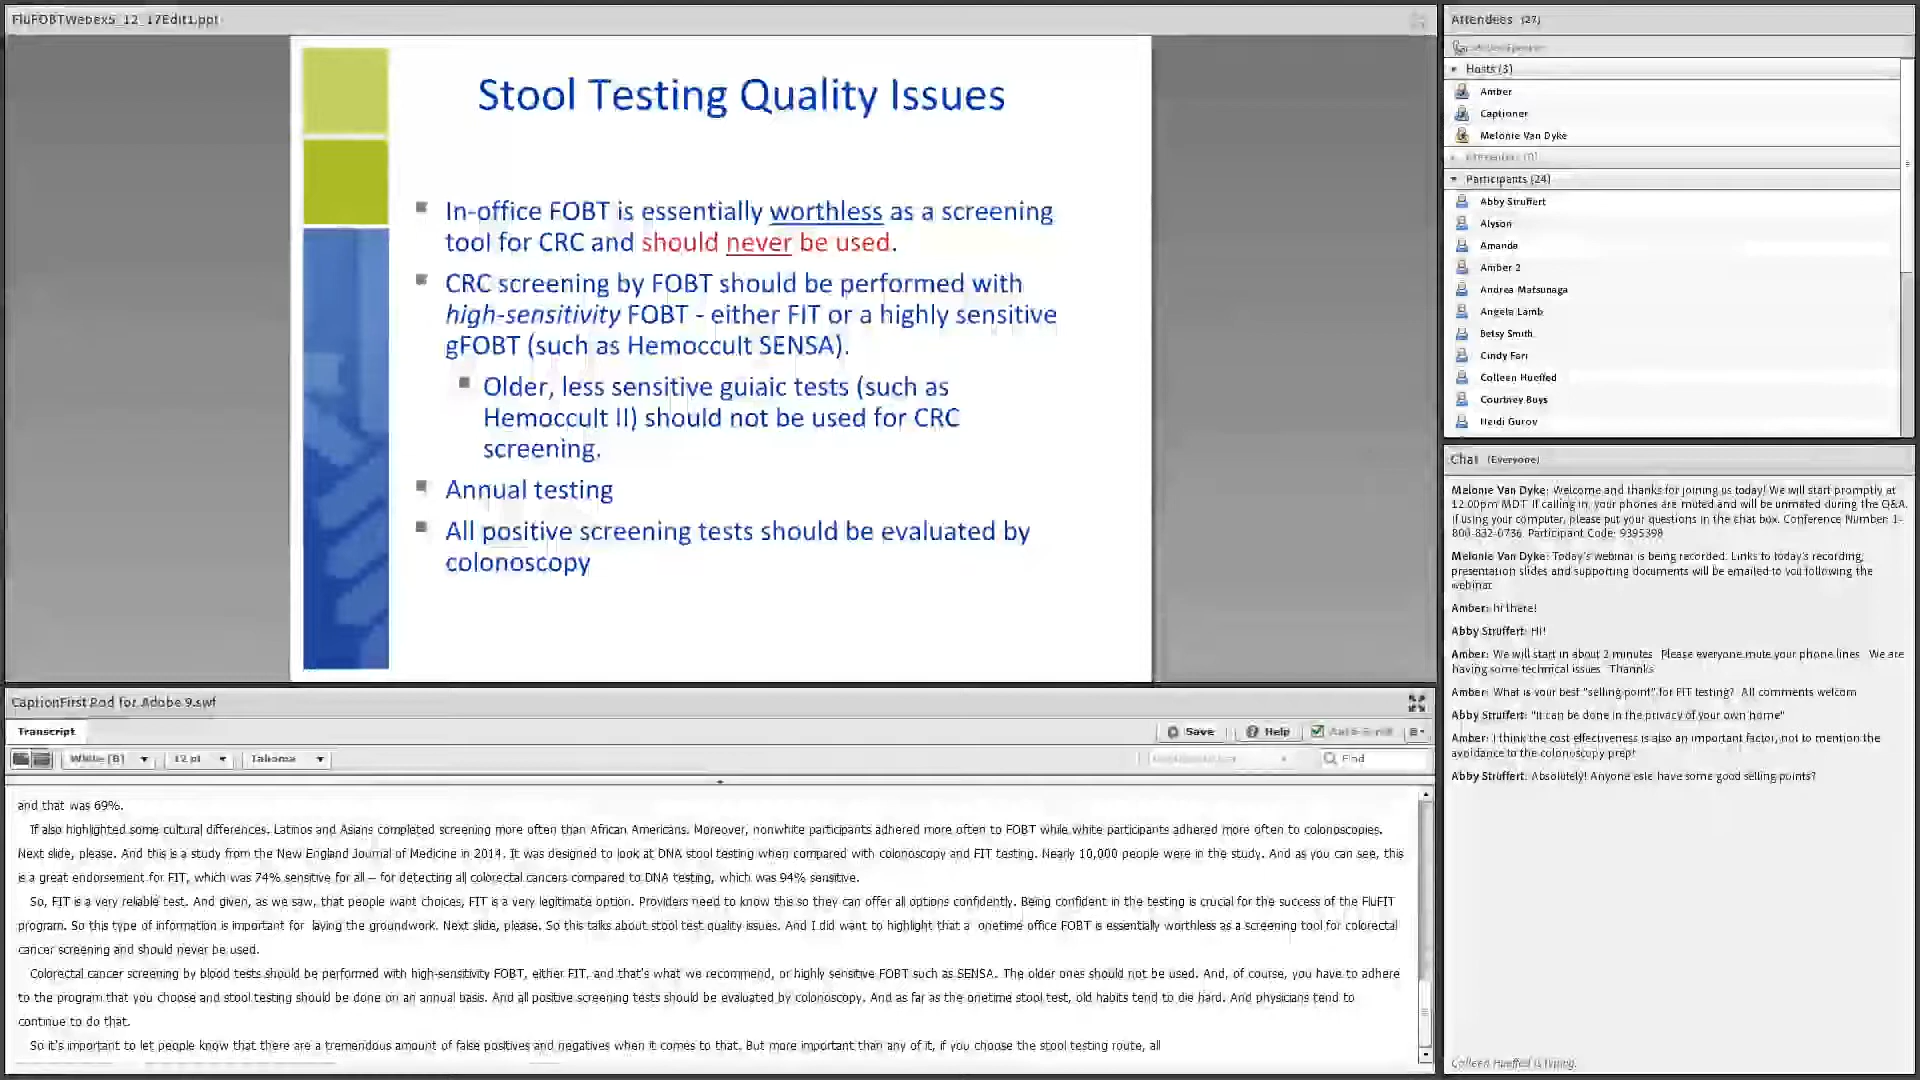 FluFOBTWebex5_12_17Edit1.ppt
Stool Testing Quality Issues
In-office FOBT is essentially worthless as a screening
tool for CRC and should never be used.
CRC screening by FOBT should be performed with
high-sensitivity FOBT - either FIT or a highly sensitive
gFOBT (such as Hemoccult SENSA).
Older, less sensitive guiaic tests (such as
Hemoccult II) should not be used for CRC
screening.
Annual testing
All positive screening tests should be evaluated by
colonoscopy
CaptionFirst Pod for Adobe 9.swf
Transcript
Save
Help
Auto-Scroll
White [B]
12 pt
Tahoma
Find
and that was 69%.
If also highlighted some cultural differences. Latinos and Asians completed screening more often than African Americans. Moreover, nonwhite participants adhered more often to FOBT while white participants adhered more often to colonoscopies.
Next slide, please. And this is a study from the New England Journal of Medicine in 2014. It was designed to look at DNA stool testing when compared with colonoscopy and FIT testing. Nearly 10,000 people were in the study. And as you can see, this
is a great endorsement for FIT, which was 74% sensitive for all -- for detecting all colorectal cancers compared to DNA testing, which was 94% sensitive.
So, FIT is a very reliable test. And given, as we saw, that people want choices, FIT is a very legitimate option. Providers need to know this so they can offer all options confidently. Being confident in the testing is crucial for the success of the FluFIT
program. So this type of information is important for laying the groundwork. Next slide, please. So this talks about stool test quality issues. And I did want to highlight that a onetime office FOBT is essentially worthless as a screening tool for colorectal
cancer screening and should never be used.
Colorectal cancer screening by blood tests should be performed with high-sensitivity FOBT, either FIT, and that's what we recommend, or highly sensitive FOBT such as SENSA. The older ones should not be used. And, of course, you have to adhere
to the program that you choose and stool testing should be done on an annual basis. And all positive screening tests should be evaluated by colonoscopy. And as far as the onetime stool test, old habits tend to die hard. And physicians tend to
continue to do that.
So it's important to let people know that there are a tremendous amount of false positives and negatives when it comes to that. But more important than any of it, if you choose the stool testing route, all
Attendees (27)
Active Speakers
Hosts (3)
Amber
Captioner
Melonie Van Dyke
Presenters (0)
Participants (24)
Abby Struffert
Alyson
Amanda
Amber 2
Andrea Matsunaga
Angela Lamb
Betsy Smith
Cindy Fari
Colleen Hueffed
Courtney Buys
Heidi Gurov
Chat (Everyone)
Melonie Van Dyke: Welcome and thanks for joining us today! We will start promptly at
12:00pm MDT. If calling in, your phones are muted and will be unmated during the Q&A.
If using your computer, please put your questions in the chat box. Conference Number: 1-
800-832-0736. Participant Code: 9395398
Melonie Van Dyke: Today's webinar is being recorded. Links to today's recording,
presentation slides and supporting documents will be emailed to you following the
webinar.
Amber: hi there!
Abby Struffert: Hi!
Amber: We will start in about 2 minutes Please everyone mute your phone lines We are
having some technical issues Thannks
Amber: What is your best "selling point" for FIT testing? All comments welcom
Abby Struffert: "It can be done in the privacy of your own home"
Amber: I think the cost effectiveness is also an important factor, not to mention the
avoidance to the colonoscopy prep!
Abby Struffert: Absolutely! Anyone esle have some good selling points?
Colleen Hueffed is typing.